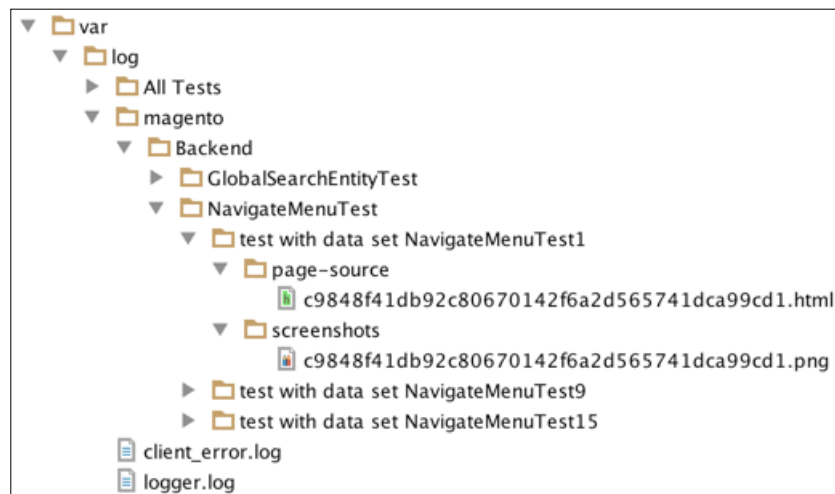 var
log
All Tests
magento
Backend
GlobalSearchEntityTest
NavigateMenuTest
test with data set NavigateMenuTest1
page-source
c9848f41db92c80670142f6a2d565741dca99cd1.html
screenshots
c9848f41db92c80670142f6a2d565741dca99cd1.png
test with data set NavigateMenuTest9
test with data set NavigateMenuTest15
client_error.log
logger.log